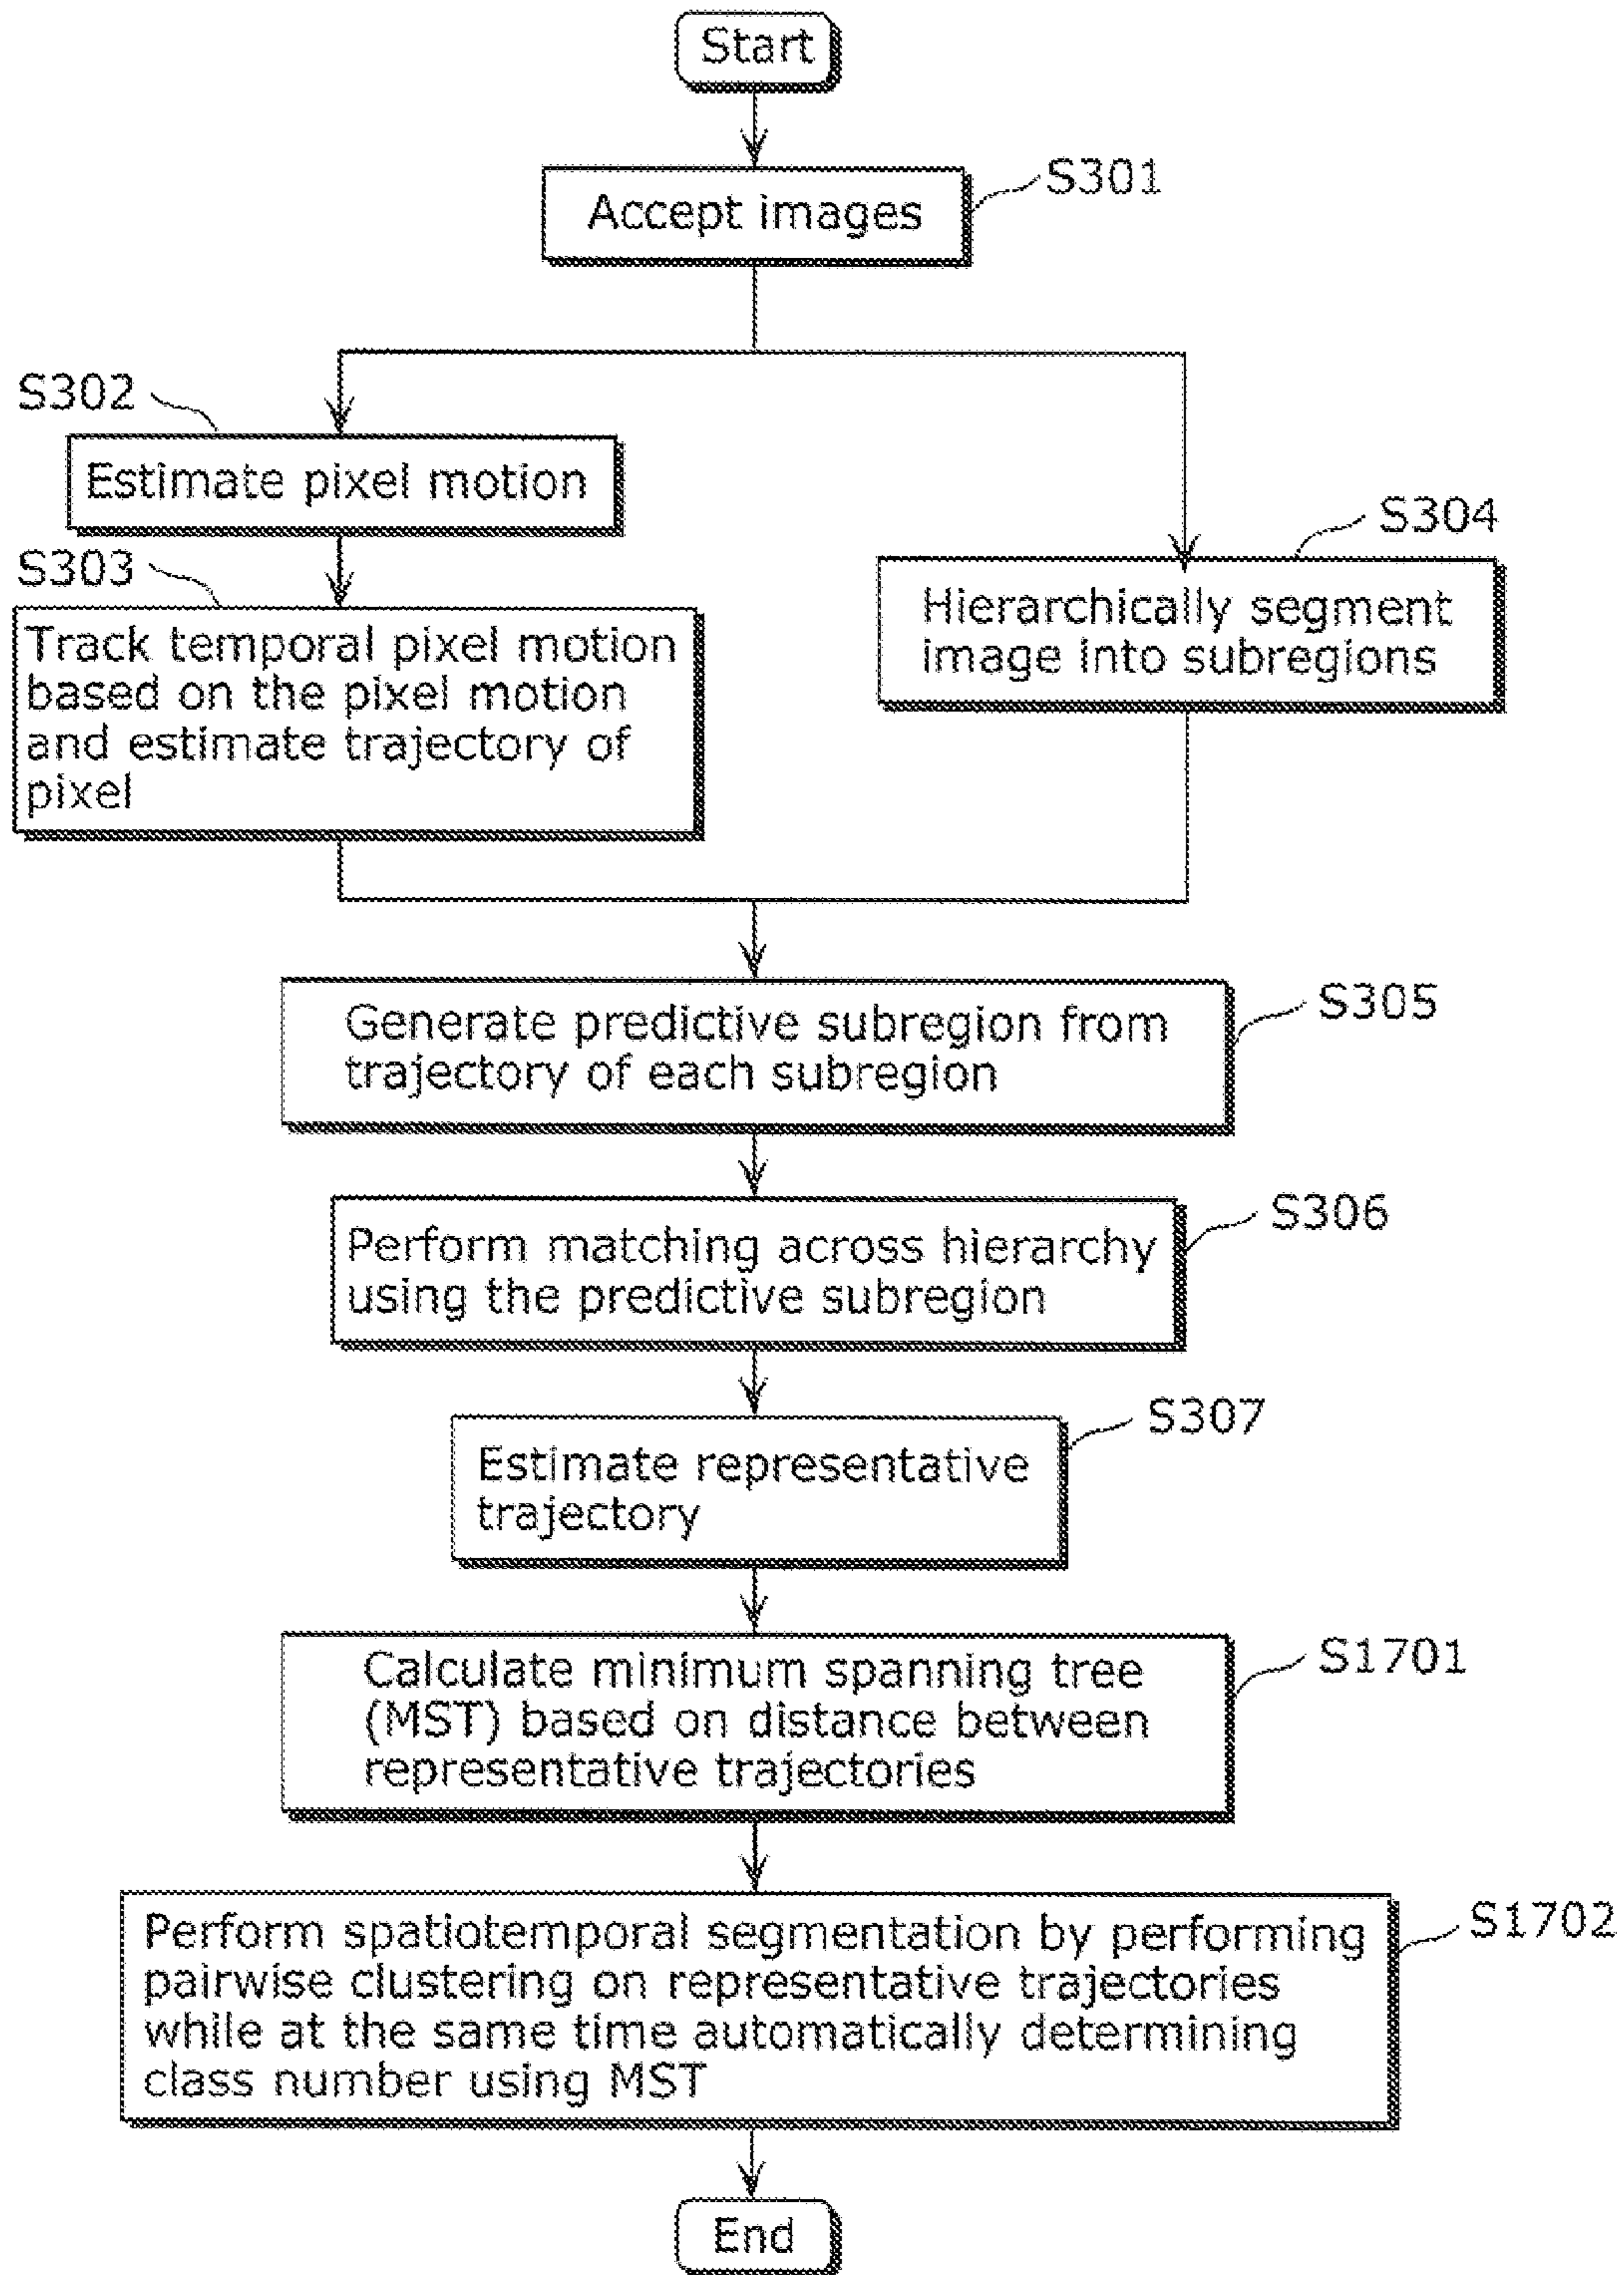 Start
S301
Accept images
S302
Estimate pixel motion
S303
Track temporal pixel motion
based on the pixel motion
and estimate trajectory of
pixel
S304
Hierarchically segment
image into subregions
S305
Generate predictive subregion from
trajectory of each subregion
S306
Perform matching across hierarchy
using the predictive subregion
S307
Estimate representative
trajectory
S1701
Calculate minimum spanning tree
(MST) based on distance between
representative trajectories
S1702
Perform spatiotemporal segmentation by performing
pairwise clustering on representative trajectories
while at the same time automatically determining
class number using MST
End